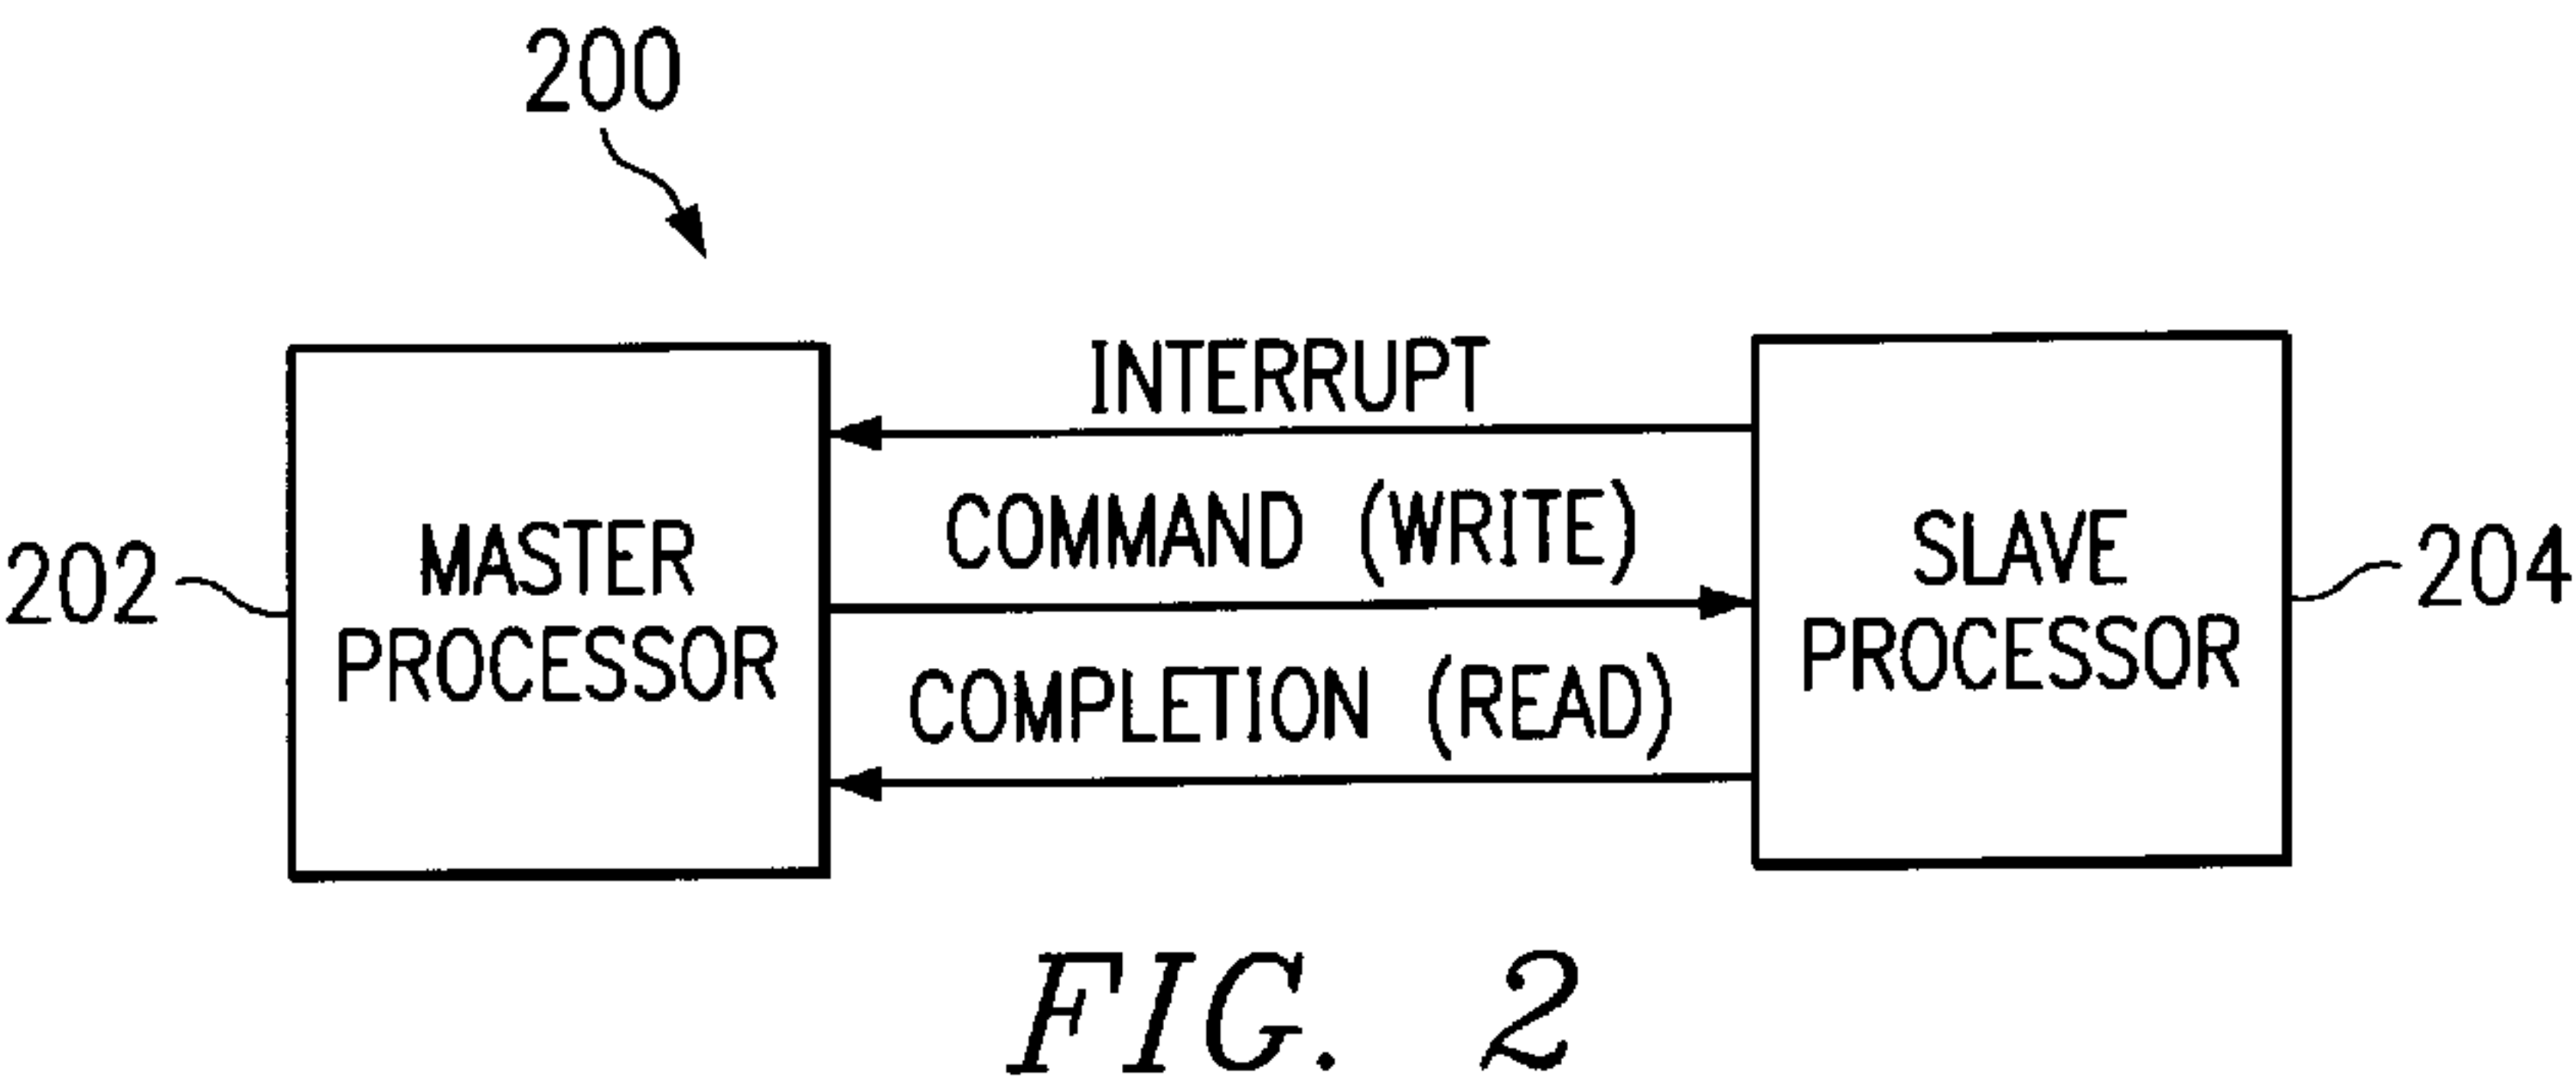 200
INTERRUPT
COMMAND (WRITE)
COMPLETION (READ)
202
MASTER
PROCESSOR
SLAVE
PROCESSOR
204
FIG. 2